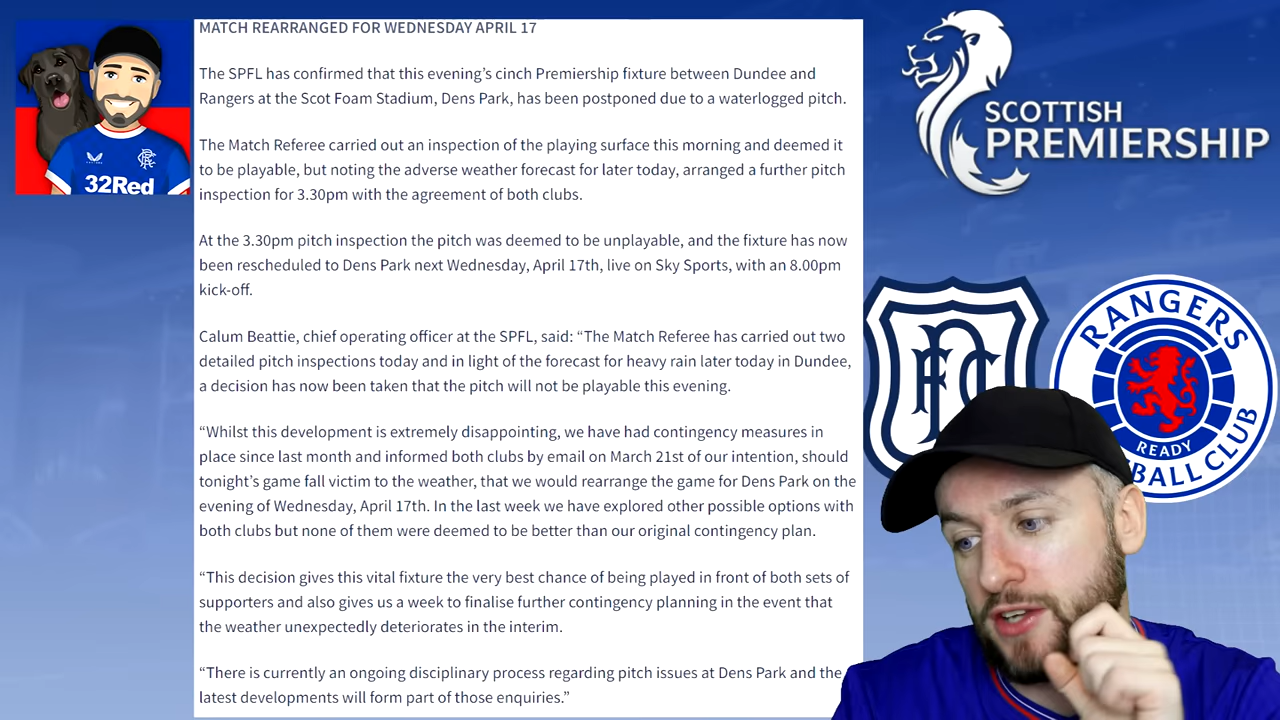 MATCH REARRANGED FOR WEDNESDAY APRIL 17
The SPFL has confirmed that this evening's cinch Premiership fixture between Dundee and
Rangers at the Scot Foam Stadium, Dens Park, has been postponed due to a waterlogged pitch.
The Match Referee carried out an inspection of the playing surface this morning and deemed it
to be playable, but noting the adverse weather forecast for later today, arranged a further pitch
inspection for 3.30pm with the agreement of both clubs.
At the 3.30pm pitch inspection the pitch was deemed to be unplayable, and the fixture has now
been rescheduled to Dens Park next Wednesday, April 17th, live on Sky Sports, with an 8.00pm
kick-off.
Calum Beattie, chief operating officer at the SPFL, said: “The Match Referee has carried out two
detailed pitch inspections today and in light of the forecast for heavy rain later today in Dundee,
a decision has now been taken that the pitch will not be playable this evening.
“Whilst this development is extremely disappointing, we have had contingency measures in
place since last month and informed both clubs by email on March 21st of our intention, should
tonight’s game fall victim to the weather, that we would rearrange the game for Dens Park on the
evening of Wednesday, April 17th. In the last week we have explored other possible options with
both clubs but none of them were deemed to be better than our original contingency plan.
“This decision gives this vital fixture the very best chance of being played in front of both sets of
supporters and also gives us a week to finalise further contingency planning in the event that
the weather unexpectedly deteriorates in the interim.
“There is currently an ongoing disciplinary process regarding pitch issues at Dens Park and the
latest developments will form part of those enquiries.”
32Red
SCOTTISH
PREMIERSHIP
DFC
RANGERS
READY
BALL CLUB